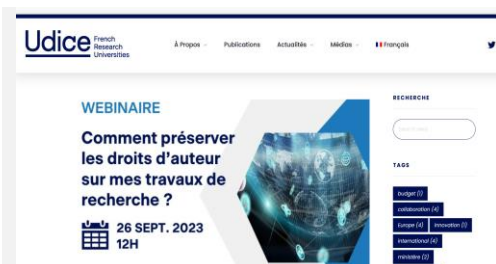 Udice French Research Universities
À Propos Publications Actualités Médias Français
WEBINAIRE
Comment préserver
les droits d'auteur
sur mes travaux de
recherche ?
26 SEPT. 2023
12H
RECHERCHE
TAGS
budget (1)
collaboration (4)
Europe (4) innovation (1)
international (4)
ministère (2)